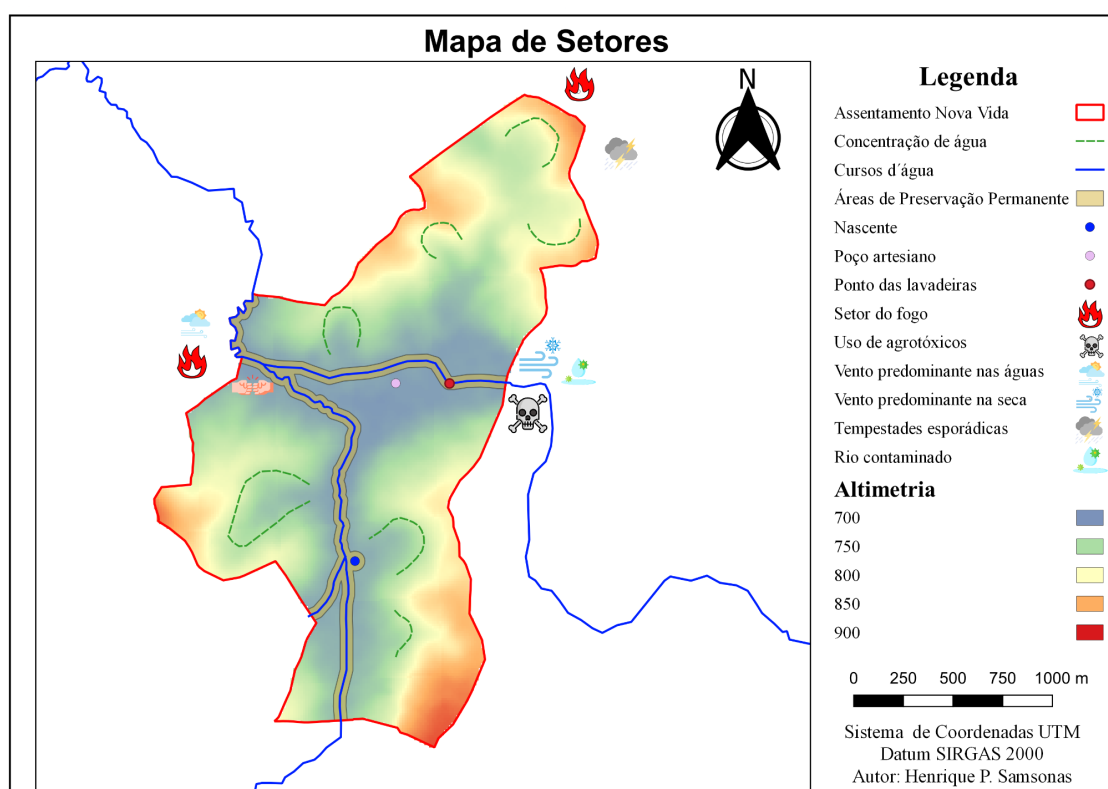 Mapa de Setores
N
Legenda
Assentamento Nova Vida
Concentração de água
Cursos d´água
Áreas de Preservação Permanente
Nascente
Poço artesiano
Ponto das lavadeiras
Setor do fogo
Uso de agrotóxicos
Vento predominante nas águas
Vento predominante na seca
Tempestades esporádicas
Rio contaminado
Altimetria
700
750
800
850
900
0 250 500 750 1000 m
Sistema de Coordenadas UTM
Datum SIRGAS 2000
Autor: Henrique P. Samsonas